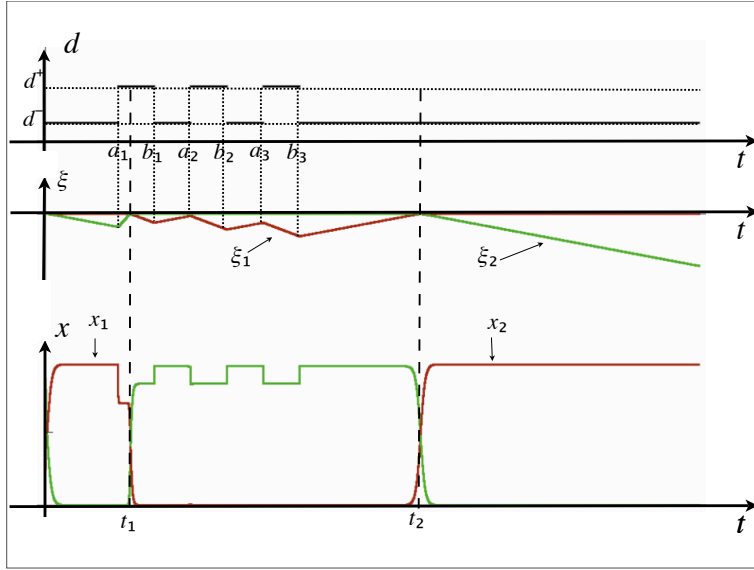 d
d⁺
d⁻
a₁ b₁ a₂ b₂ a₃ b₃ t
ξ
t
ξ₁ ξ₂
x x₁ x₂
t₁ t₂ t